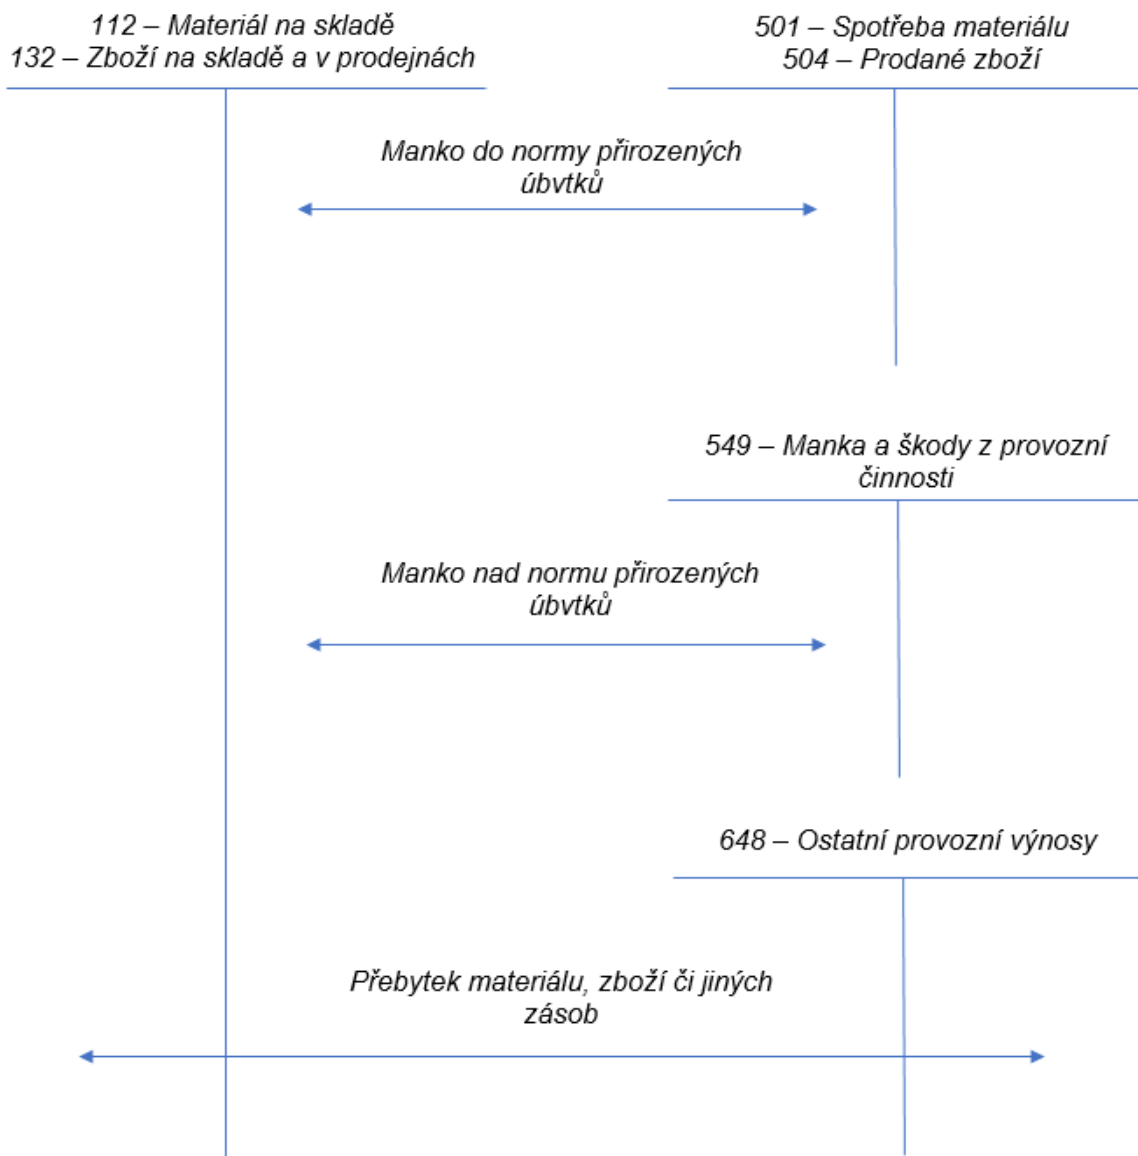 112 – Materiál na skladě
132 – Zboží na skladě a v prodejnách
501 – Spotřeba materiálu
504 – Prodané zboží
Manko do normy přirozených
úbvtků
549 – Manka a škody z provozní
činnosti
Manko nad normu přirozených
úbvtků
648 – Ostatní provozní výnosy
Přebytek materiálu, zboží či jiných
zásob